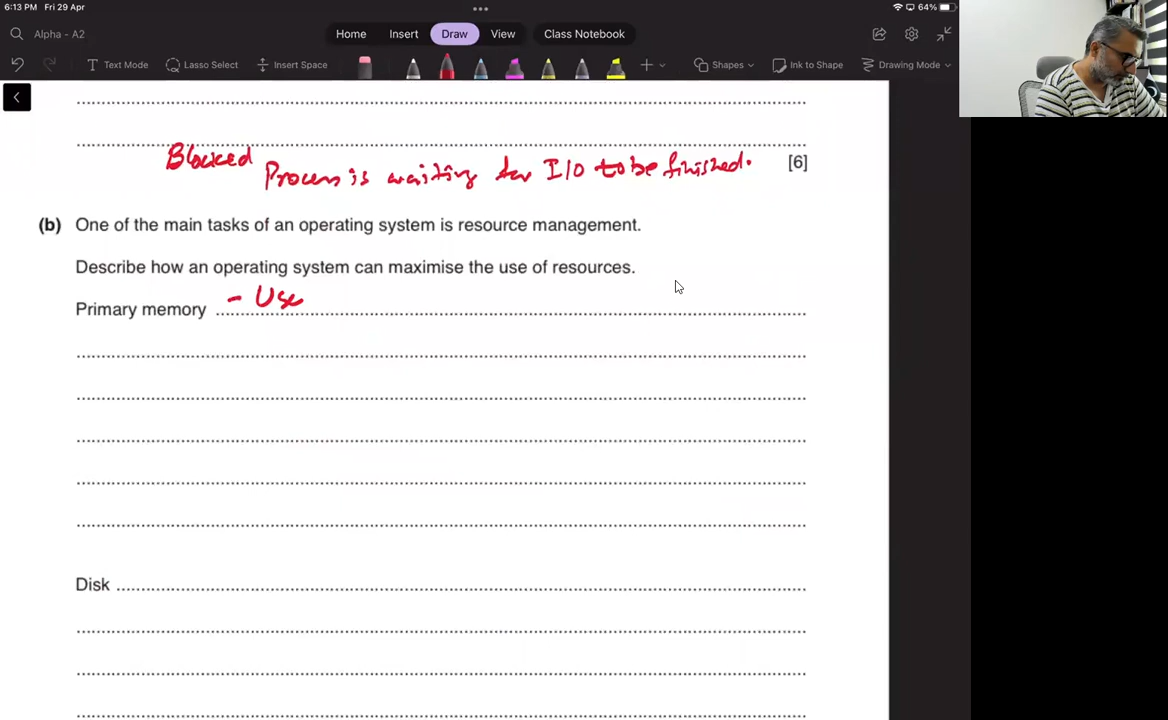 6:13 PM Fri 29 Apr
64%
Alpha - A2
Home Insert Draw View Class Notebook
Text Mode Lasso Select Insert Space Shapes Ink to Shape Drawing Mode
Blocked Process is waiting for I/O to be finished. [6]
(b) One of the main tasks of an operating system is resource management.
Describe how an operating system can maximise the use of resources.
Primary memory - Use
Disk